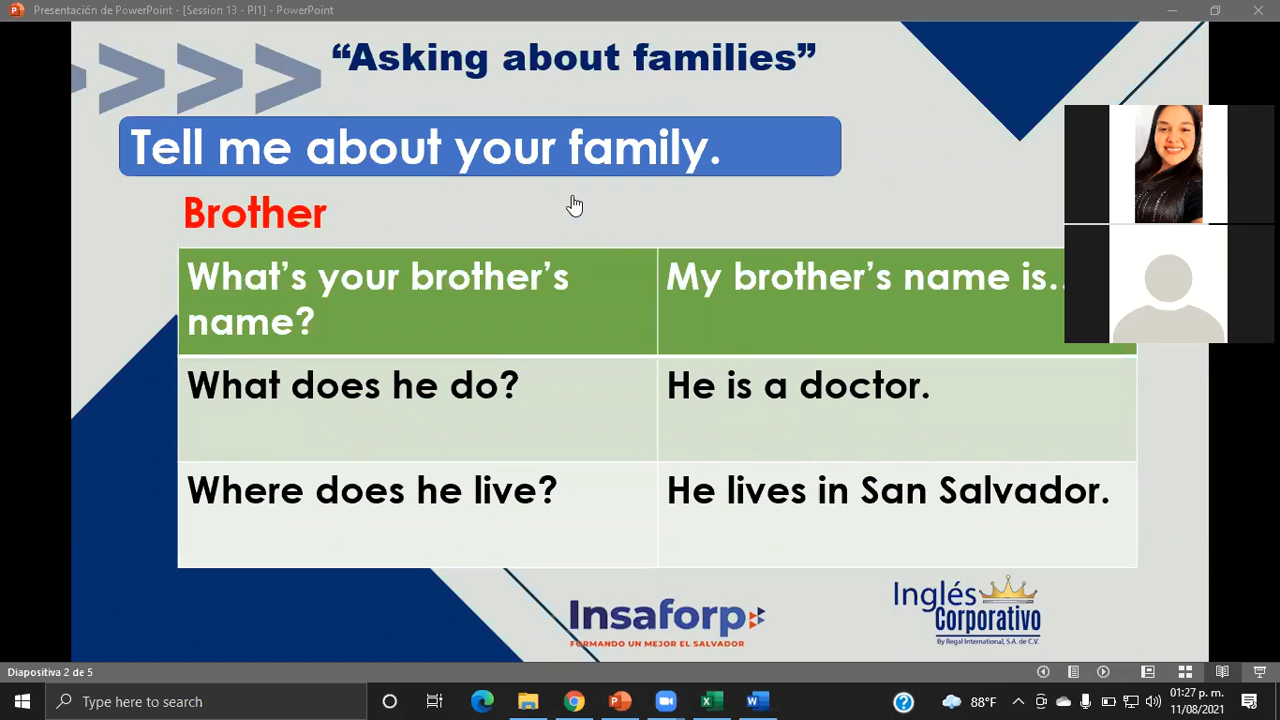 Presentación de PowerPoint - [Session 13 - PI1] - PowerPoint
“Asking about families”
Tell me about your family.
Brother
What’s your brother’s
name?
My brother’s name is..
What does he do?
He is a doctor.
Where does he live?
He lives in San Salvador.
Insaforp
FORMANDO UN MEJOR EL SALVADOR
Inglés
Corporativo
By Regal International, S.A. de C.V.
Diapositiva 2 de 5
Type here to search
88°F
01:27 p. m.
11/08/2021